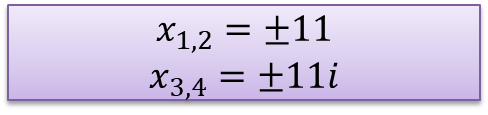 x₁,₂ = ±11
x₃,₄ = ±11i